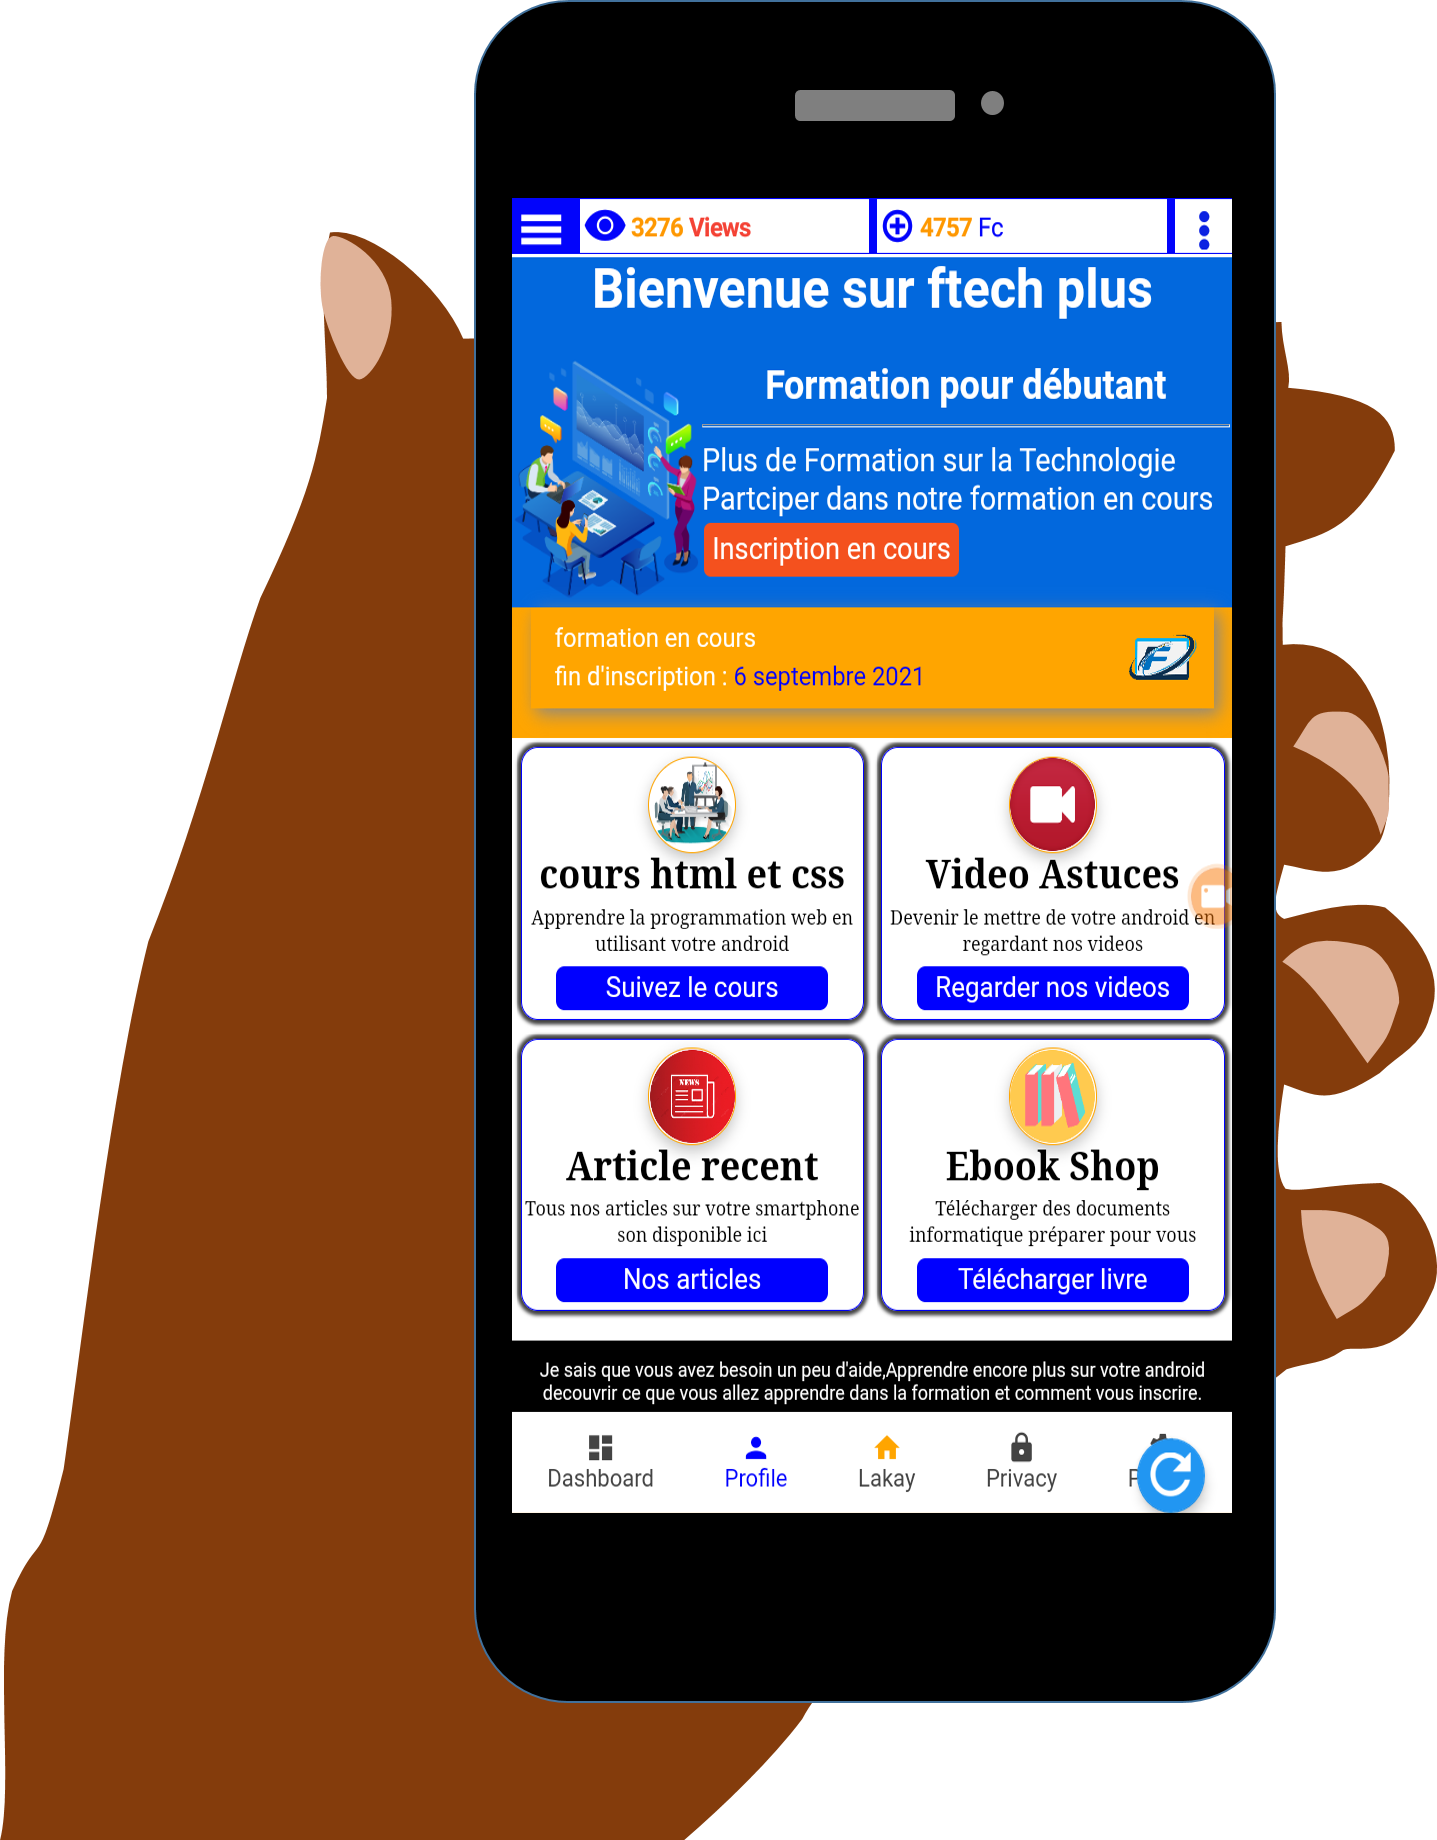 3276 Views
4757 Fc
Bienvenue sur ftech plus
Formation pour débutant
Plus de Formation sur la Technologie
Partciper dans notre formation en cours
Inscription en cours
formation en cours
fin d'inscription : 6 septembre 2021
cours html et css
Apprendre la programmation web en
utilisant votre android
Suivez le cours
Video Astuces
Devenir le mettre de votre android en
regardant nos videos
Regarder nos videos
NEWS
Article recent
Tous nos articles sur votre smartphone
son disponible ici
Nos articles
Ebook Shop
Télécharger des documents
informatique préparer pour vous
Télécharger livre
Je sais que vous avez besoin un peu d'aide,Apprendre encore plus sur votre android
decouvrir ce que vous allez apprendre dans la formation et comment vous inscrire.
Dashboard
Profile
Lakay
Privacy